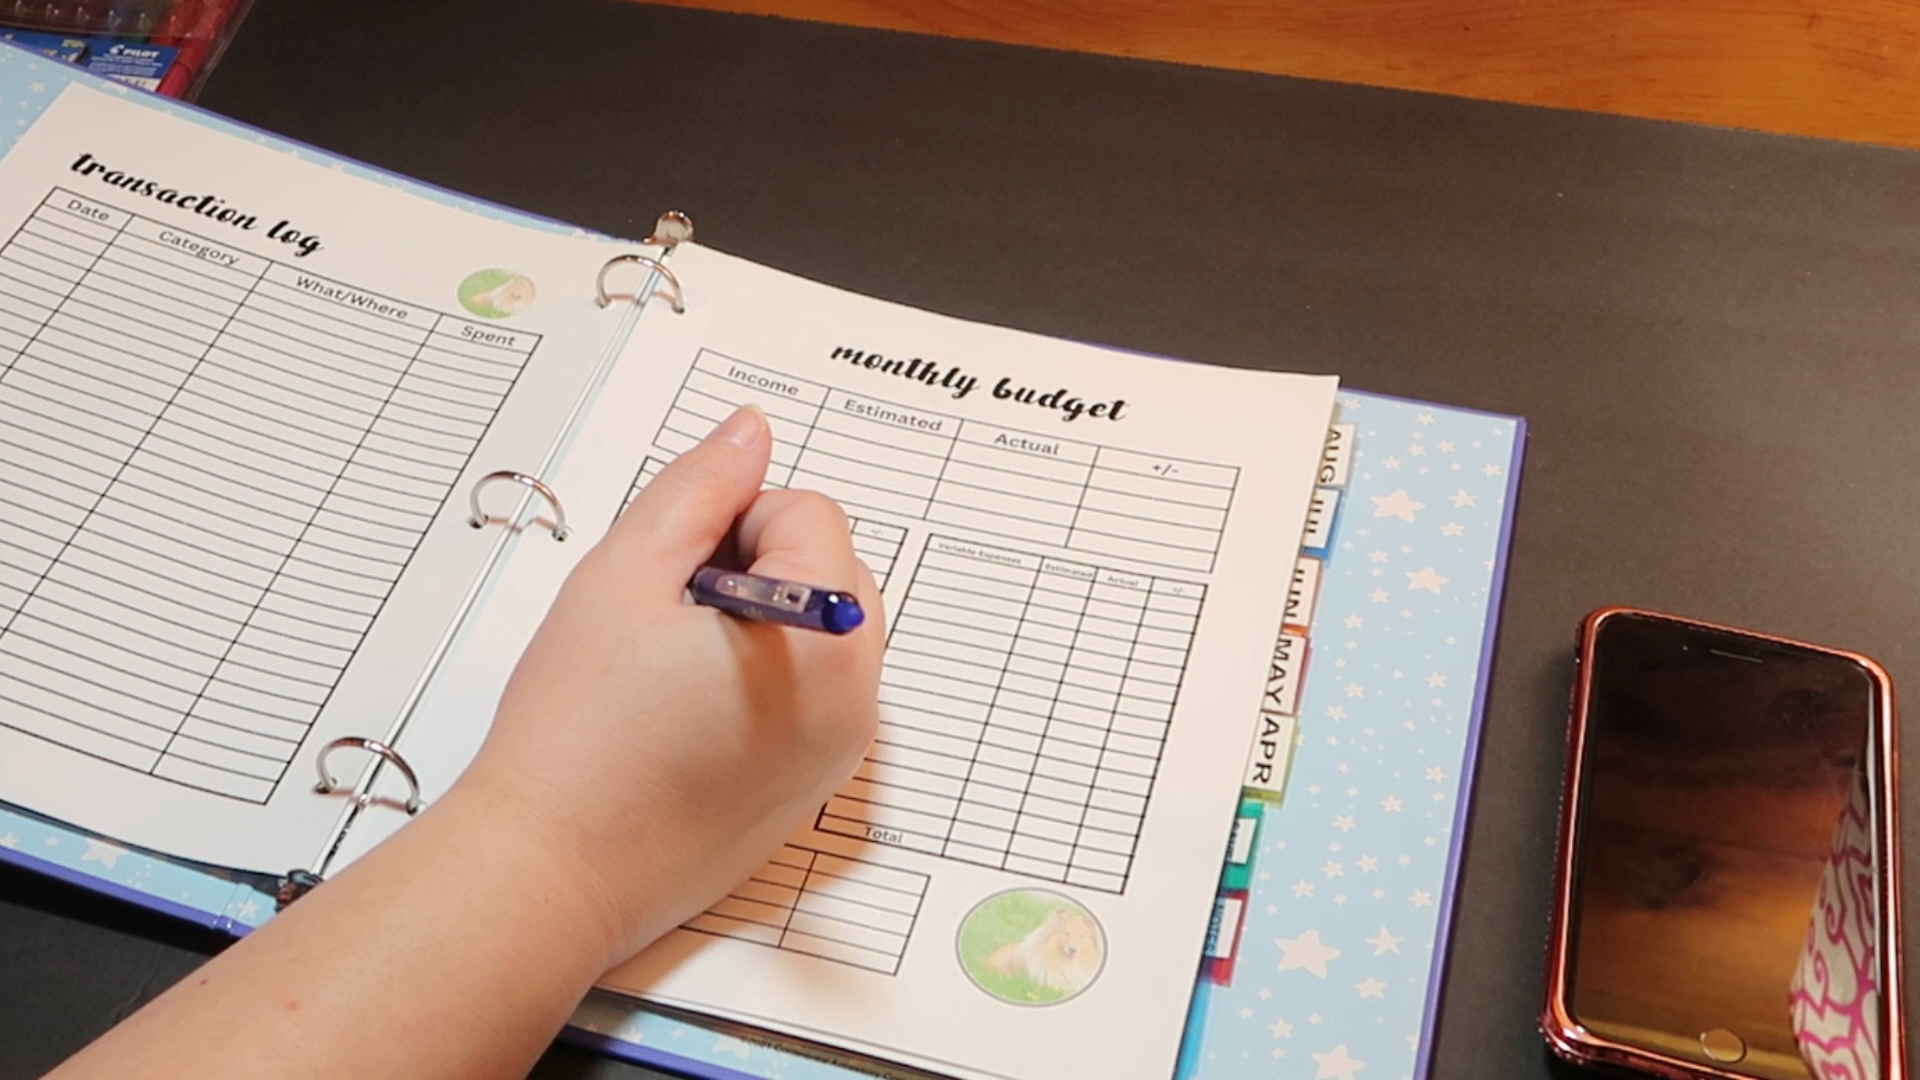 PILOT
transaction log
Date Category What/Where Spent
monthly budget
Income Estimated Actual +/-
+/-
Variable Expenses Estimated Actual +/-
Total
AUG
JUL
JUN
MAY
APR
NOTES